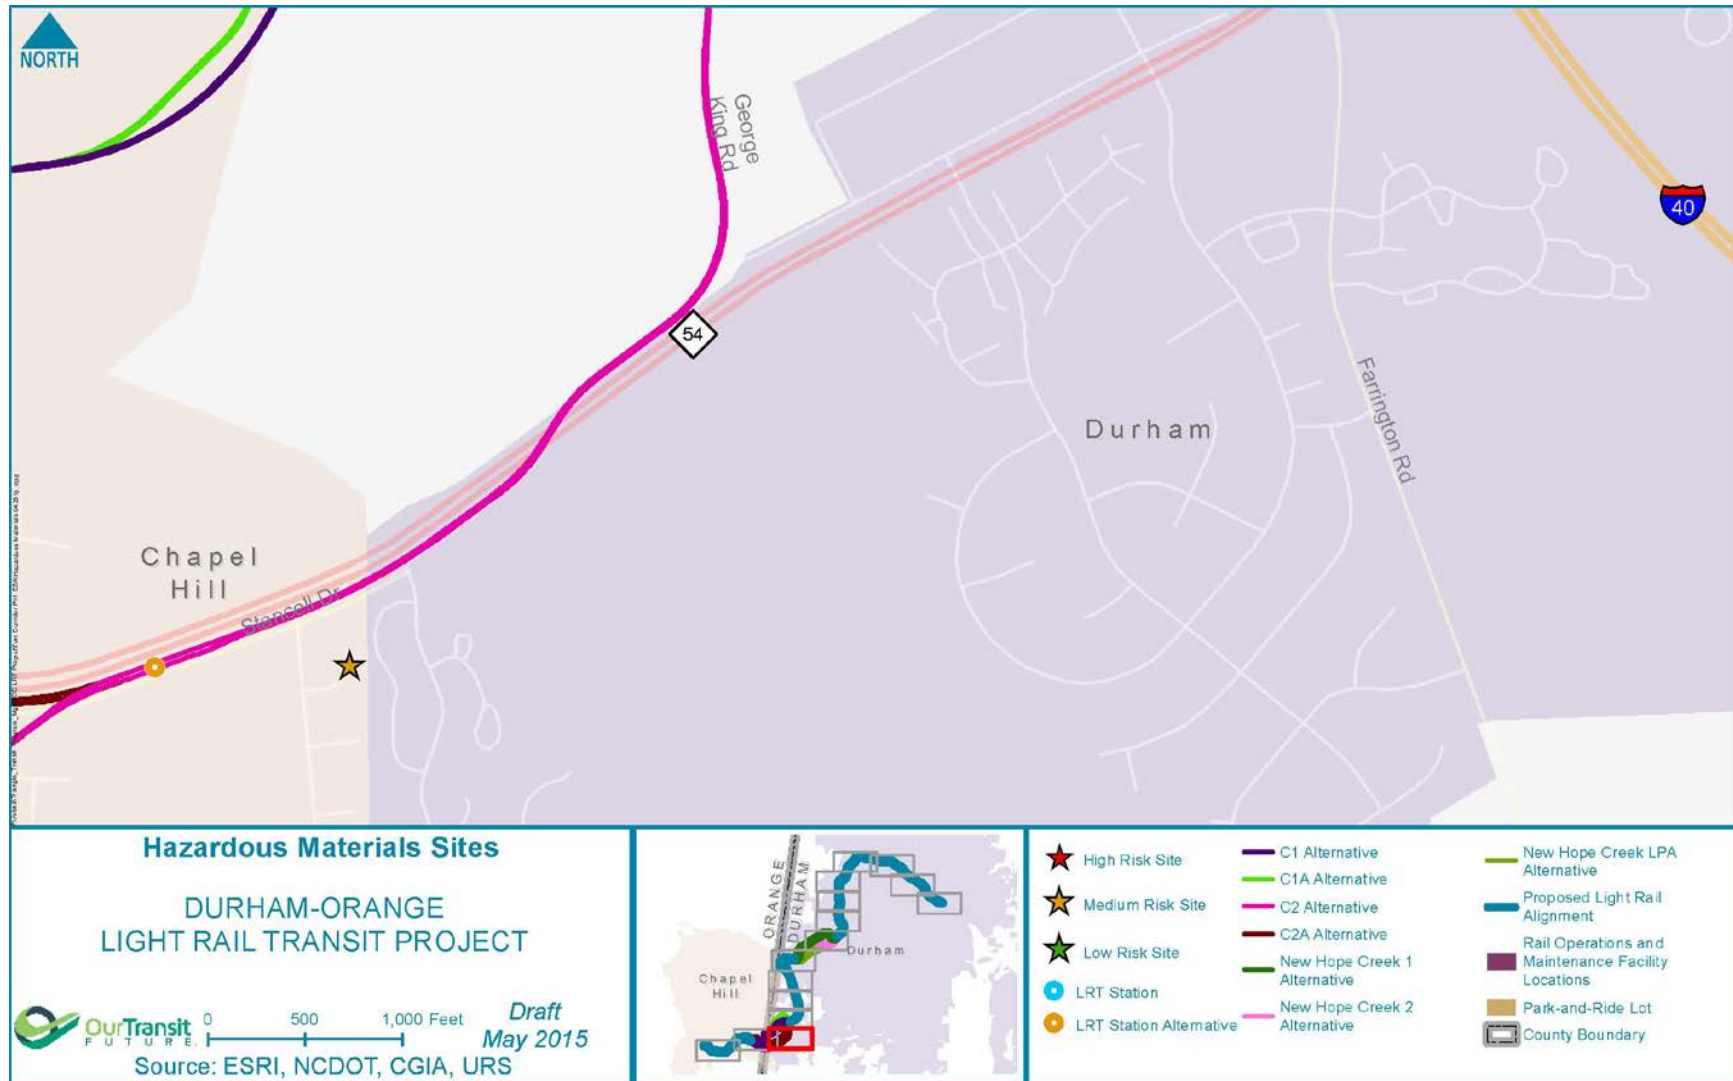 NORTH
George
King Rd
40
54
Durham
Farrington Rd
Chapel
Hill
Stancell Dr
Hazardous Materials Sites
DURHAM-ORANGE
LIGHT RAIL TRANSIT PROJECT
OurTransit
FUTURE
0 500 1,000 Feet
Draft
May 2015
Source: ESRI, NCDOT, CGIA, URS
ORANGE
DURHAM
Durham
Chapel
Hill
High Risk Site
Medium Risk Site
Low Risk Site
LRT Station
LRT Station Alternative
C1 Alternative
C1A Alternative
C2 Alternative
C2A Alternative
New Hope Creek 1
Alternative
New Hope Creek 2
Alternative
New Hope Creek LPA
Alternative
Proposed Light Rail
Alignment
Rail Operations and
Maintenance Facility
Locations
Park-and-Ride Lot
County Boundary